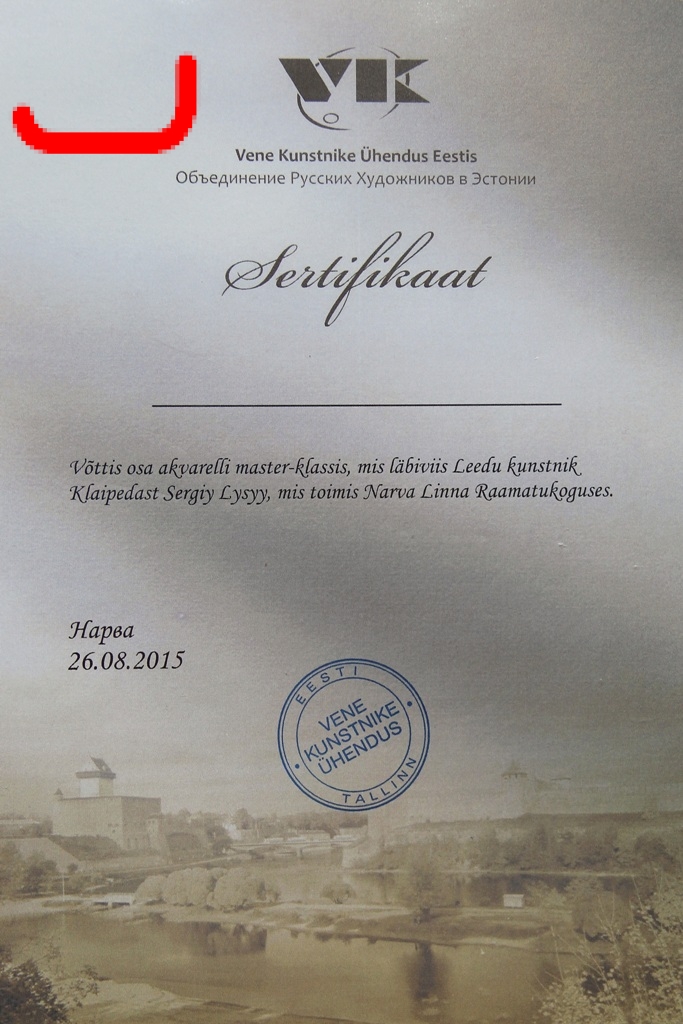 VK
Vene Kunstnike Ühendus Eestis
Объединение Русских Художников в Эстонии
Sertifikaat
Võttis osa akvarelli master-klassis, mis läbiviis Leedu kunstnik
Klaipedast Sergiy Lysyy, mis toimis Narva Linna Raamatukoguses.
Нарва
26.08.2015
EESTI
VENE
KUNSTNIKE
ÜHENDUS
TALLINN